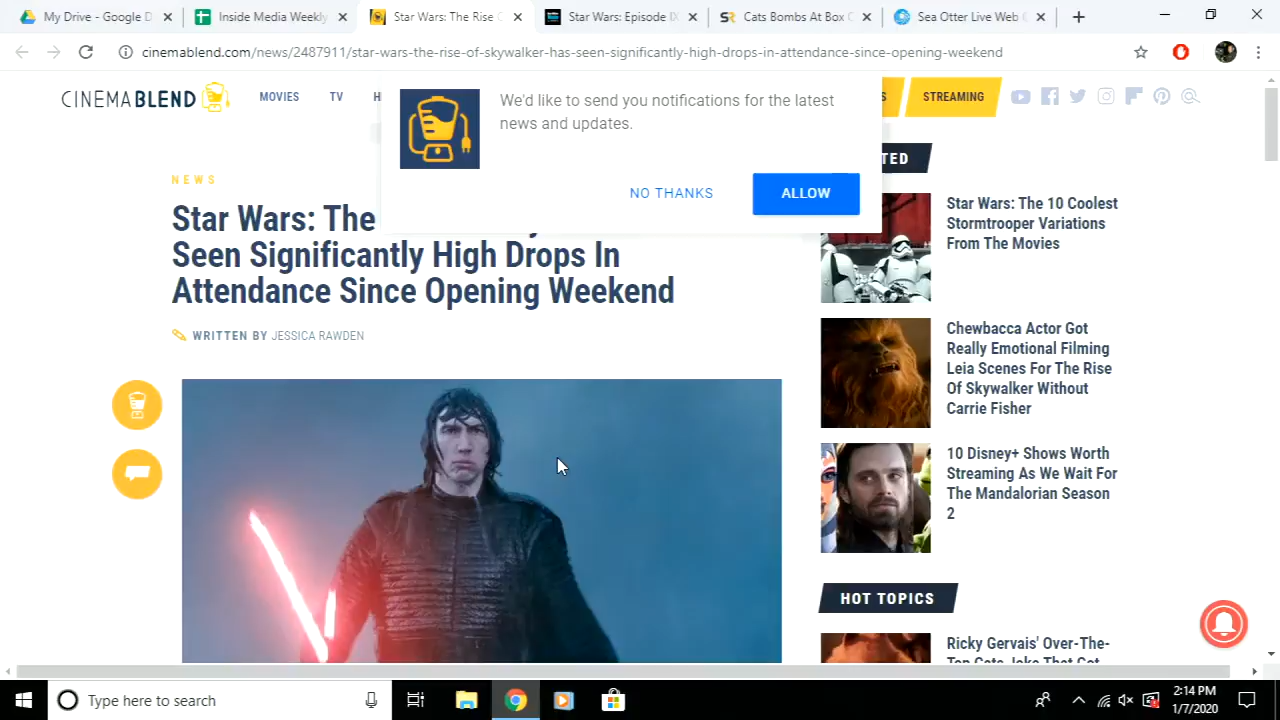 My Drive - Google D
Inside Media Weekly
Star Wars: The Rise O
Star Wars: Episode IX
Cats Bombs At Box O
Sea Otter Live Web
cinemablend.com/news/2487911/star-wars-the-rise-of-skywalker-has-seen-significantly-high-drops-in-attendance-since-opening-weekend
CINEMABLEND
MOVIES
TV
STREAMING
We'd like to send you notifications for the latest
news and updates.
NO THANKS
ALLOW
NEWS
Star Wars: The
Seen Significantly High Drops In
Attendance Since Opening Weekend
WRITTEN BY JESSICA RAWDEN
TED
Star Wars: The 10 Coolest
Stormtrooper Variations
From The Movies
Chewbacca Actor Got
Really Emotional Filming
Leia Scenes For The Rise
Of Skywalker Without
Carrie Fisher
10 Disney+ Shows Worth
Streaming As We Wait For
The Mandalorian Season
2
HOT TOPICS
Ricky Gervais' Over-The-
Top Cats Joke That Got
Type here to search
2:14 PM
1/7/2020